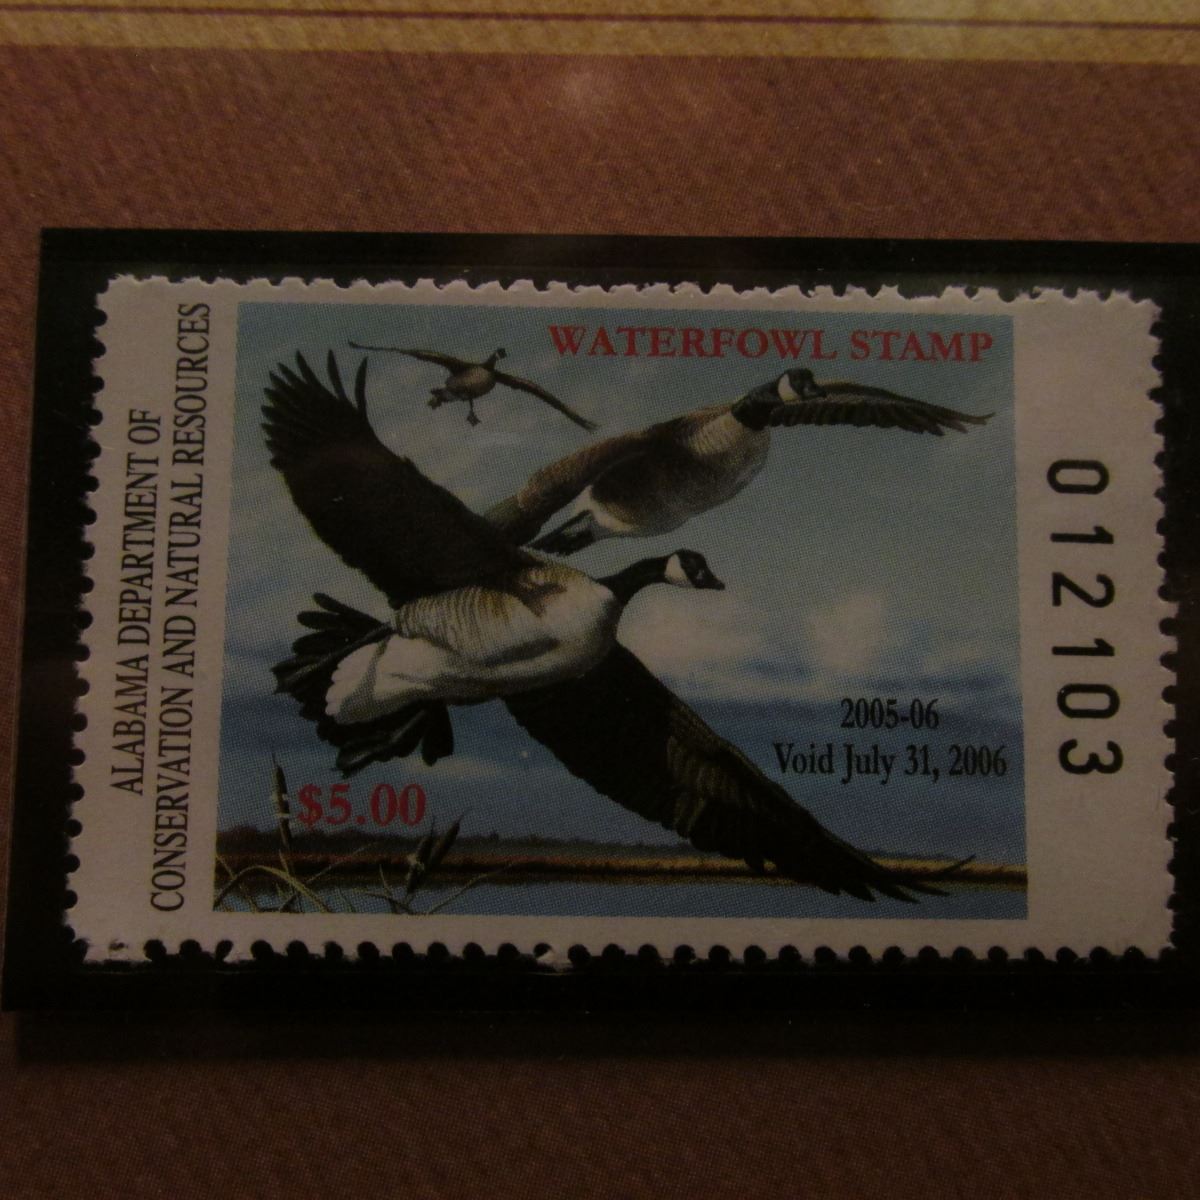 ALABAMA DEPARTMENT OF
CONSERVATION AND NATURAL RESOURCES
WATERFOWL STAMP
2005-06
Void July 31, 2006
$5.00
012103